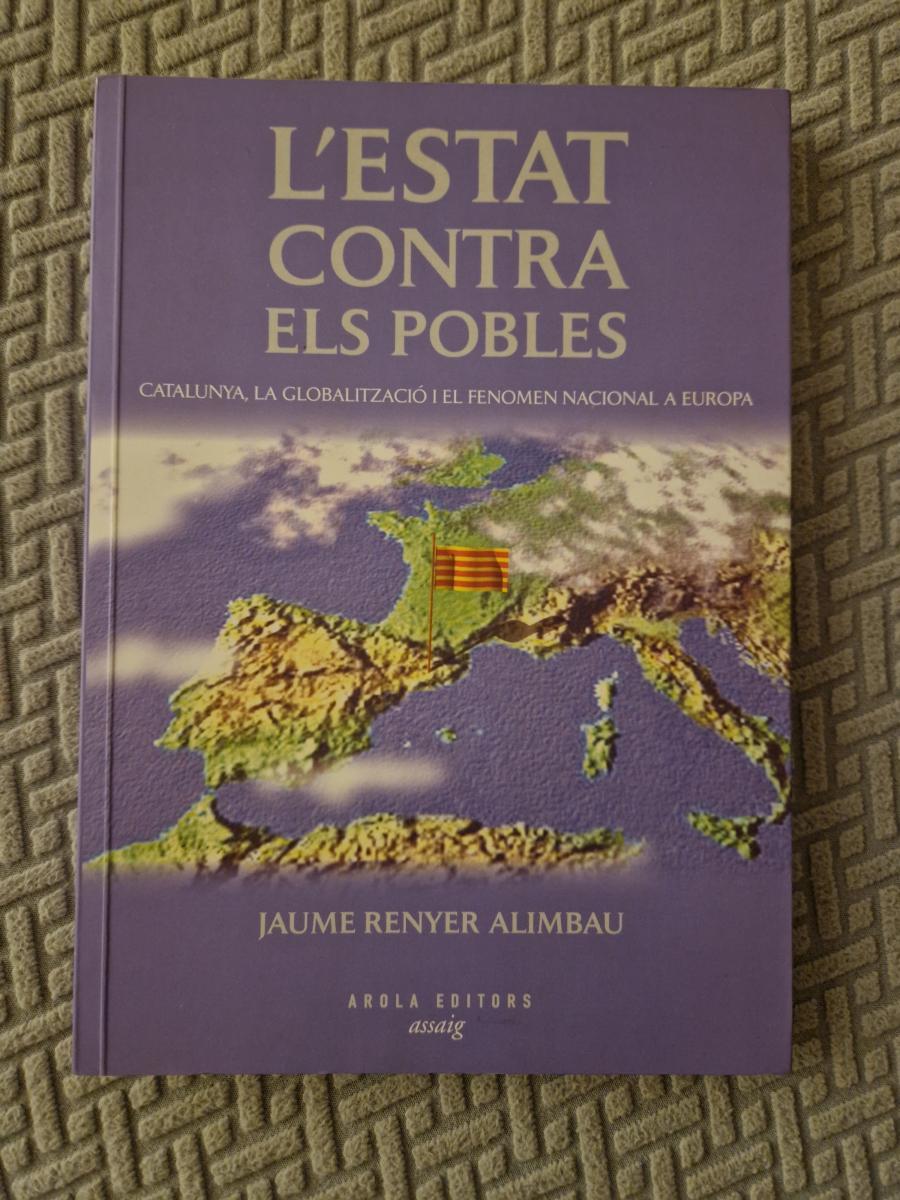 L'ESTAT
CONTRA
ELS POBLES
CATALUNYA, LA GLOBALITZACIÓ I EL FENOMEN NACIONAL A EUROPA
JAUME RENYER ALIMBAU
AROLA EDITORS
assaig